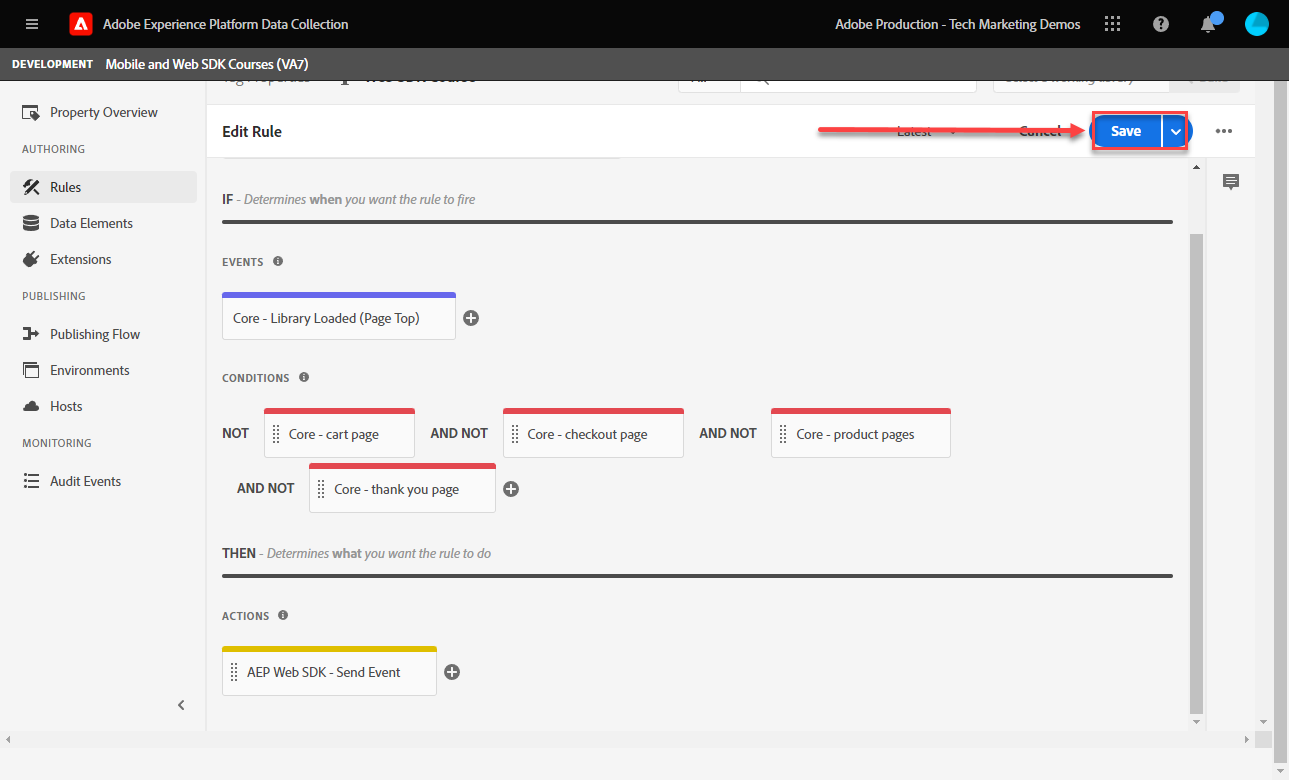 Adobe Experience Platform Data Collection
Adobe Production - Tech Marketing Demos
DEVELOPMENT Mobile and Web SDK Courses (VA7)
Property Overview
AUTHORING
Rules
Data Elements
Extensions
PUBLISHING
Publishing Flow
Environments
Hosts
MONITORING
Audit Events
Edit Rule
Latest
Cancel
Save
IF - Determines when you want the rule to fire
EVENTS
Core - Library Loaded (Page Top)
CONDITIONS
NOT Core - cart page AND NOT Core - checkout page AND NOT Core - product pages
AND NOT Core - thank you page
THEN - Determines what you want the rule to do
ACTIONS
AEP Web SDK - Send Event